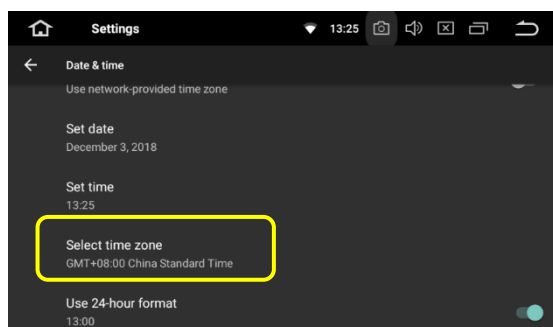 Settings
13:25
Date & time
Use network-provided time zone
Set date
December 3, 2018
Set time
13:25
Select time zone
GMT+08:00 China Standard Time
Use 24-hour format
13:00